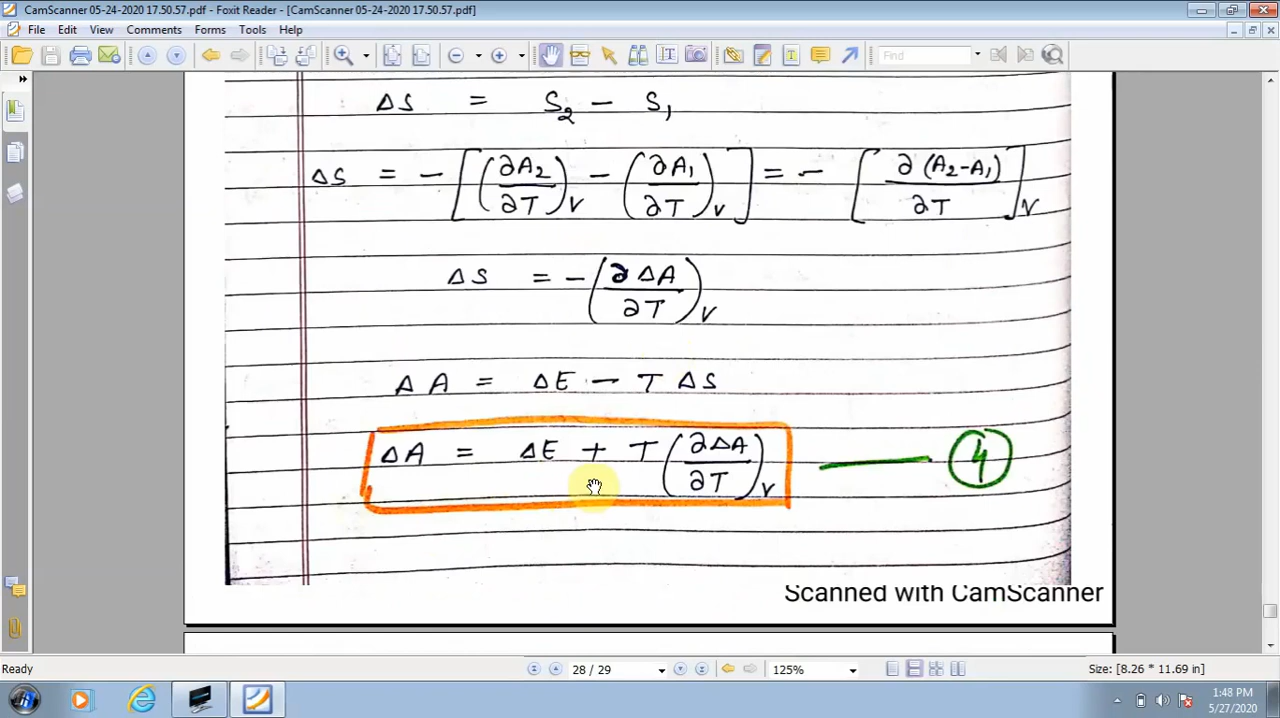 CamScanner 05-24-2020 17.50.57.pdf - Foxit Reader - [CamScanner 05-24-2020 17.50.57.pdf]
File Edit View Comments Forms Tools Help
Find
ΔS = S₂ - S₁
ΔS = - [(∂A₂/∂T)ᵥ - (∂A₁/∂T)ᵥ] = - [∂(A₂-A₁)/∂T]ᵥ
ΔS = - (∂ΔA/∂T)ᵥ
ΔA = ΔE - TΔS
ΔA = ΔE + T(∂ΔA/∂T)ᵥ —— 4
Scanned with CamScanner
Ready 28 / 29 125% Size: [8.26 * 11.69 in]
1:48 PM
5/27/2020